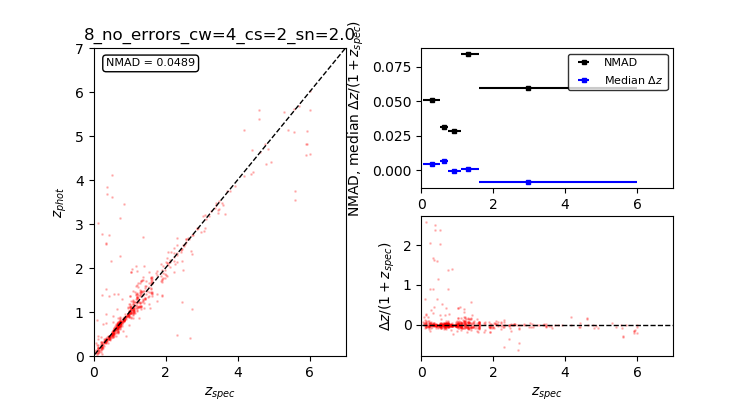 8_no_errors_cw=4_cs=2_sn=2.0
NMAD = 0.0489
7
6
5
4
3
2
1
0
z_phot
0 2 4 6
z_spec
NMAD, median Δz/(1 + z_spec)
0.075
0.050
0.025
0.000
NMAD
Median Δz
0 2 4 6
Δz/(1 + z_spec)
2
1
0
0 2 4 6
z_spec